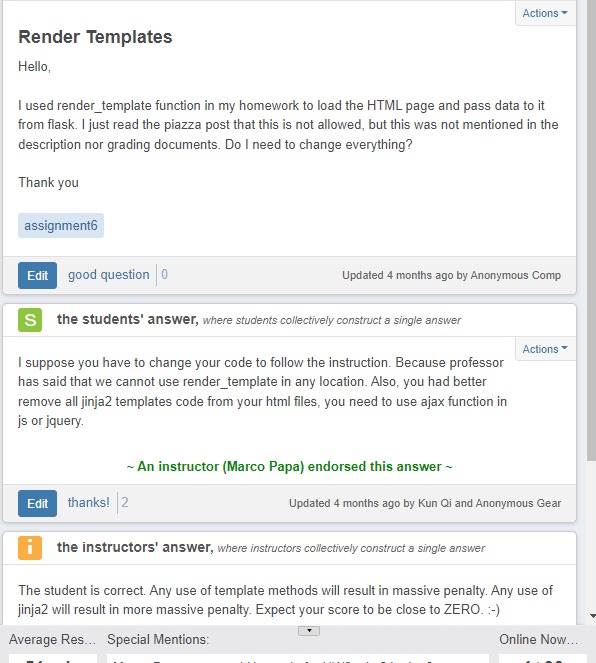 Actions
Render Templates
Hello,
I used render_template function in my homework to load the HTML page and pass data to it
from flask. I just read the piazza post that this is not allowed, but this was not mentioned in the
description nor grading documents. Do I need to change everything?
Thank you
assignment6
Edit good question 0 Updated 4 months ago by Anonymous Comp
S the students' answer, where students collectively construct a single answer
Actions
I suppose you have to change your code to follow the instruction. Because professor
has said that we cannot use render_template in any location. Also, you had better
remove all jinja2 templates code from your html files, you need to use ajax function in
js or jquery.
~ An instructor (Marco Papa) endorsed this answer ~
Edit thanks! 2 Updated 4 months ago by Kun Qi and Anonymous Gear
i the instructors' answer, where instructors collectively construct a single answer
The student is correct. Any use of template methods will result in massive penalty. Any use of
jinja2 will result in more massive penalty. Expect your score to be close to ZERO. :-)
Average Res... Special Mentions: Online Now...